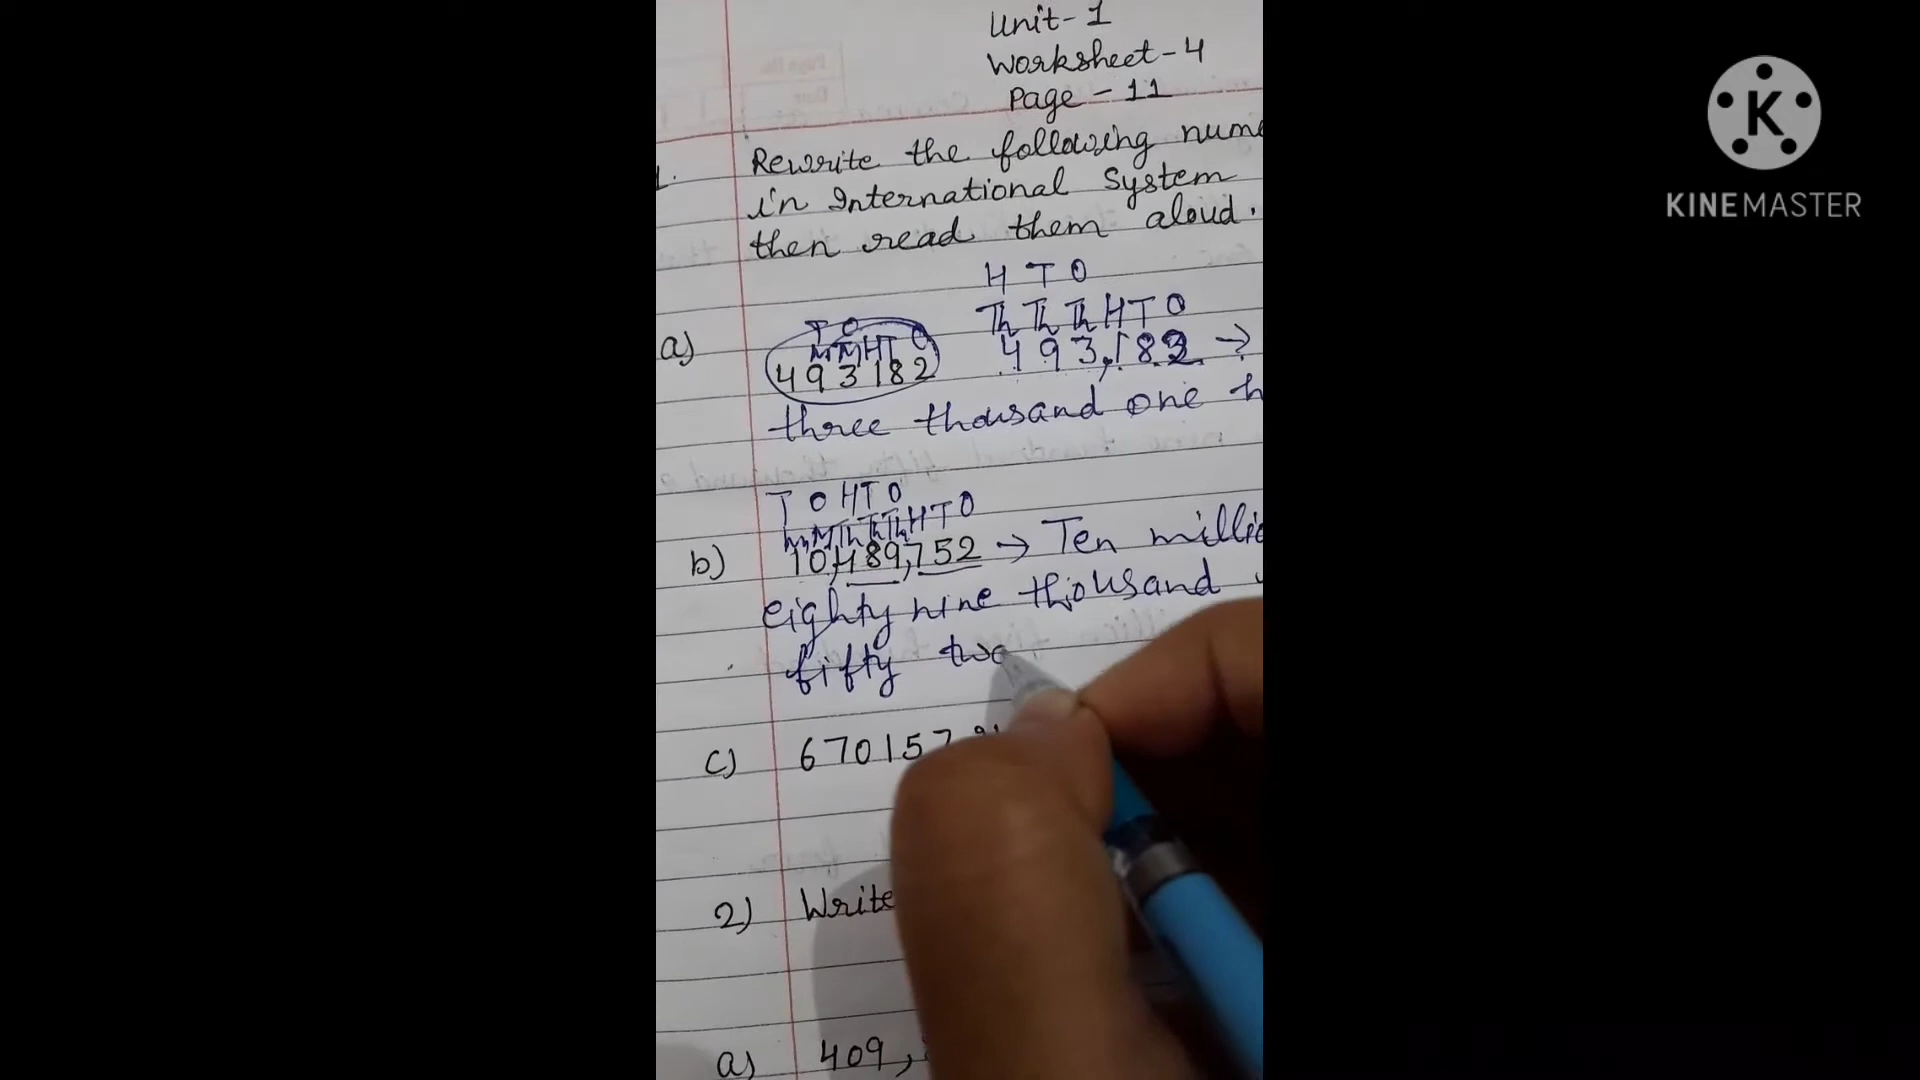 Unit-1
Worksheet-4
Page-11
1. Rewrite the following
in International System
then read them aloud.
H T O
T O Th Th Th H T O
M M H T O
a) 493182 493,182 →
three thousand one
T O H T O
M M Th Th Th H T O
b) 10,489,752 → Ten
eighty nine thousand
fifty two
c) 670157
2) Write
a) 409,
KINEMASTER